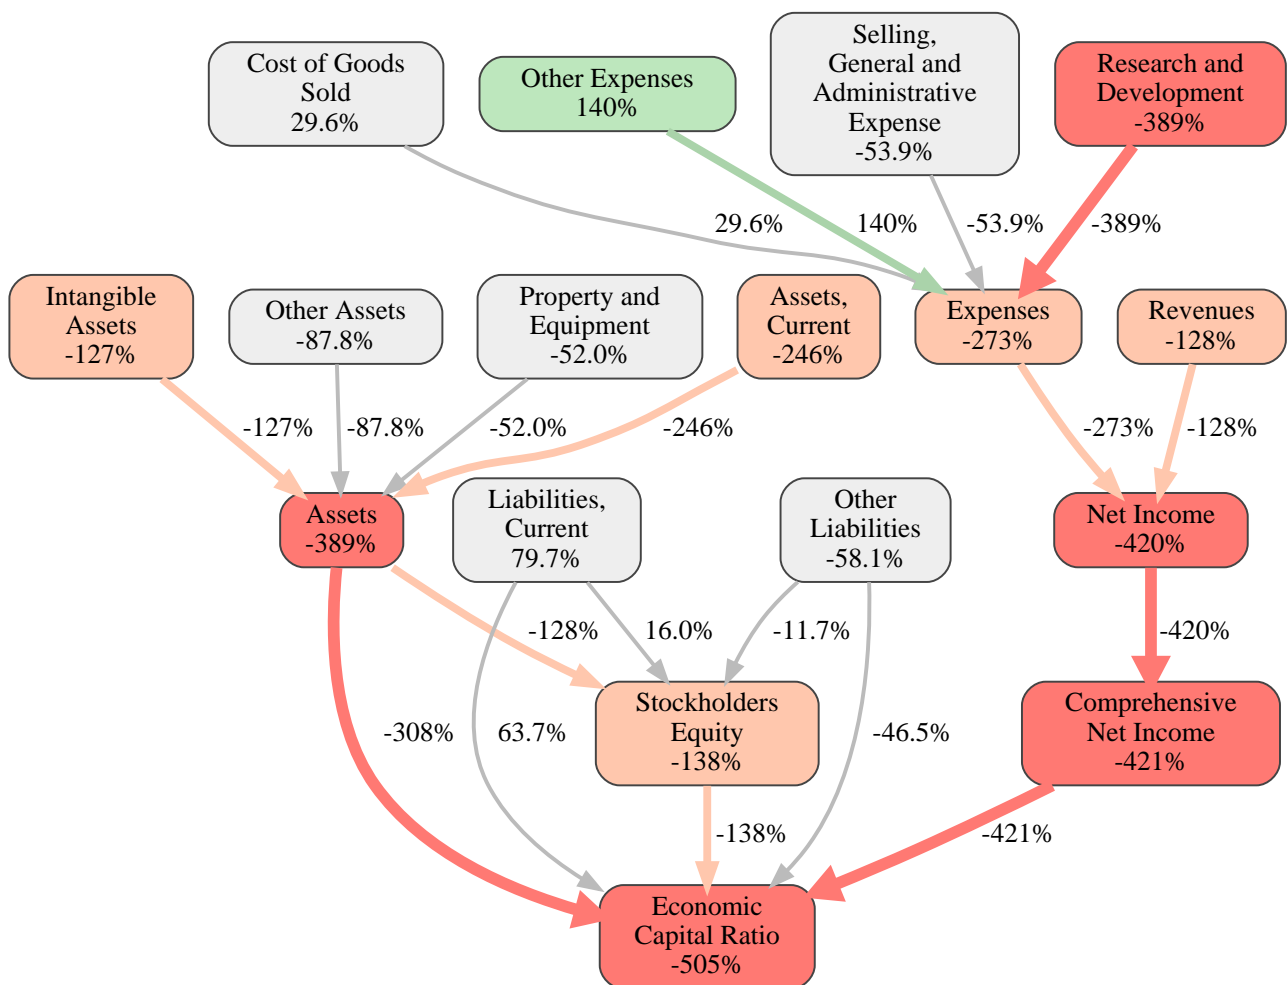 Cost of Goods
Sold
29.6%
Other Expenses
140%
Selling,
General and
Administrative
Expense
-53.9%
Research and
Development
-389%
29.6%
140%
-53.9%
-389%
Intangible
Assets
-127%
Other Assets
-87.8%
Property and
Equipment
-52.0%
Assets,
Current
-246%
Expenses
-273%
Revenues
-128%
-127%
-87.8%
-52.0%
-246%
-273%
-128%
Assets
-389%
Liabilities,
Current
79.7%
Other
Liabilities
-58.1%
Net Income
-420%
-128%
16.0%
-11.7%
-420%
-308%
63.7%
Stockholders
Equity
-138%
-46.5%
Comprehensive
Net Income
-421%
-138%
-421%
Economic
Capital Ratio
-505%